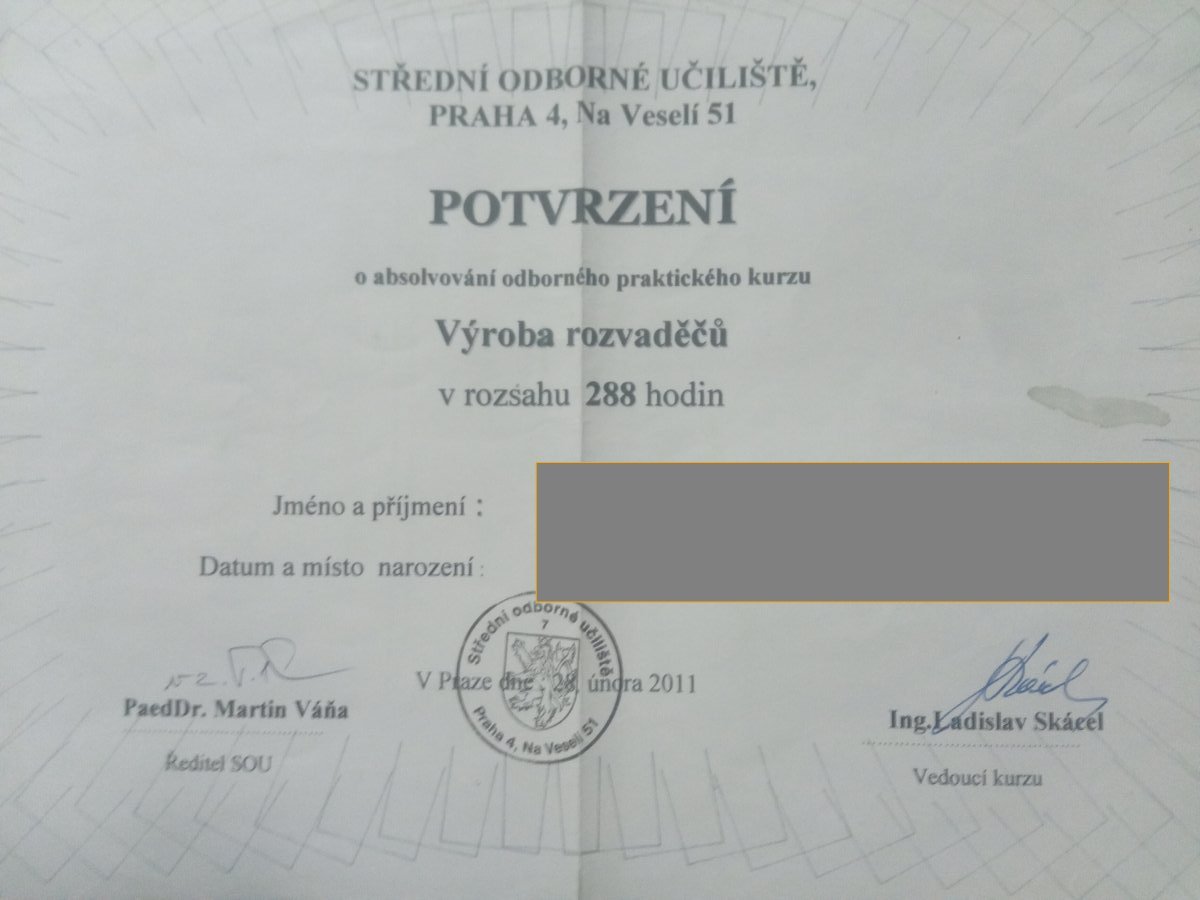 STŘEDNÍ ODBORNÉ UČILIŠTĚ,
PRAHA 4, Na Veselí 51
POTVRZENÍ
o absolvování odborného praktického kurzu
Výroba rozvaděčů
v rozsahu 288 hodin
Jméno a příjmení :
Datum a místo narození :
Střední odborné učiliště
7
Praha 4, Na Veselí 51
V Praze dne 28. února 2011
PaedDr. Martin Váňa
Ředitel SOU
Ing.Ladislav Skácel
Vedoucí kurzu